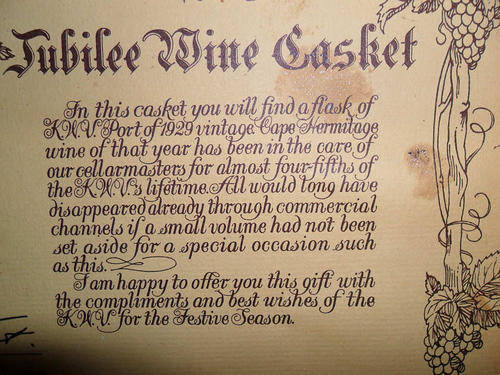 Jubilee Wine Casket
In this casket you will find a flask of
K.W.V. Port of 1929 vintage. Cape Hermitage
wine of that year has been in the care of
our cellarmasters for almost four-fifths of
the K.W.V.'s lifetime. All would long have
disappeared already through commercial
channels if a small volume had not been
set aside for a special occasion such
as this.
I am happy to offer you this gift with
the compliments and best wishes of the
K.W.V. for the Festive Season.